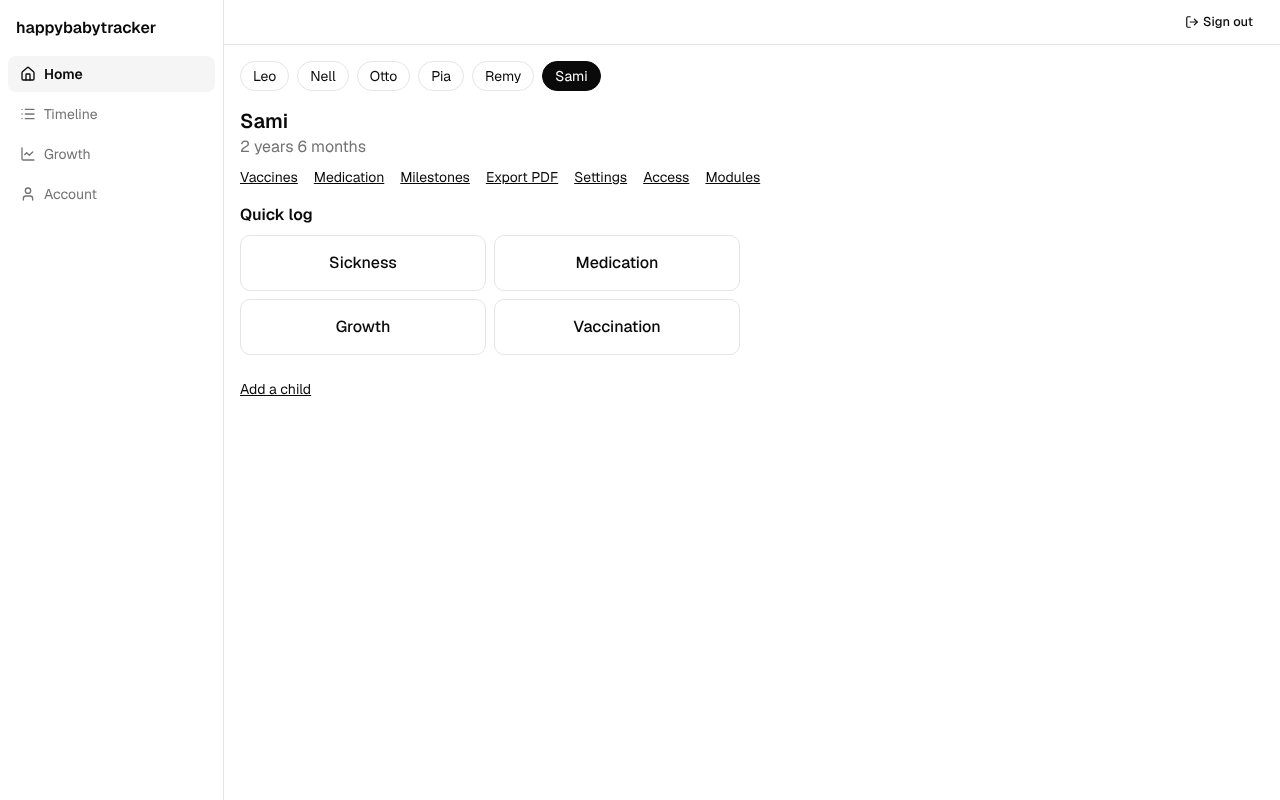 happybabytracker
Sign out
Home
Timeline
Growth
Account
Leo Nell Otto Pia Remy Sami
Sami
2 years 6 months
Vaccines Medication Milestones Export PDF Settings Access Modules
Quick log
Sickness Medication
Growth Vaccination
Add a child